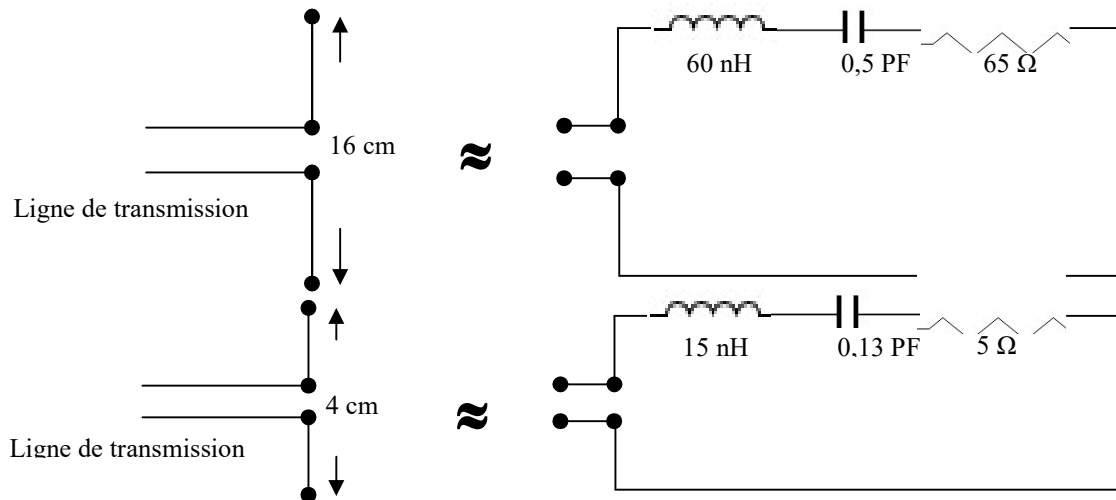 60 nH
0,5 PF
65 Ω
16 cm
≈
Ligne de transmission
15 nH
0,13 PF
5 Ω
4 cm
≈
Ligne de transmission